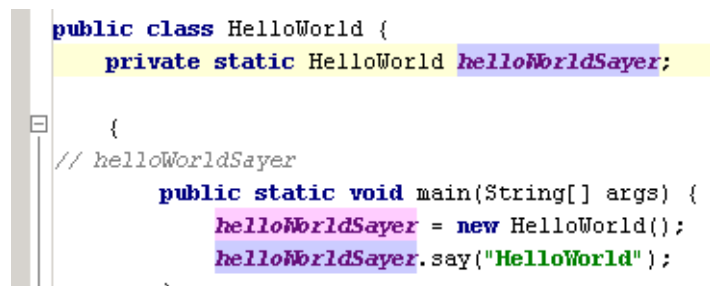 public class HelloWorld {
private static HelloWorld helloWorldSayer;
{
// helloWorldSayer
public static void main(String[] args) {
helloWorldSayer = new HelloWorld();
helloWorldSayer.say("HelloWorld");